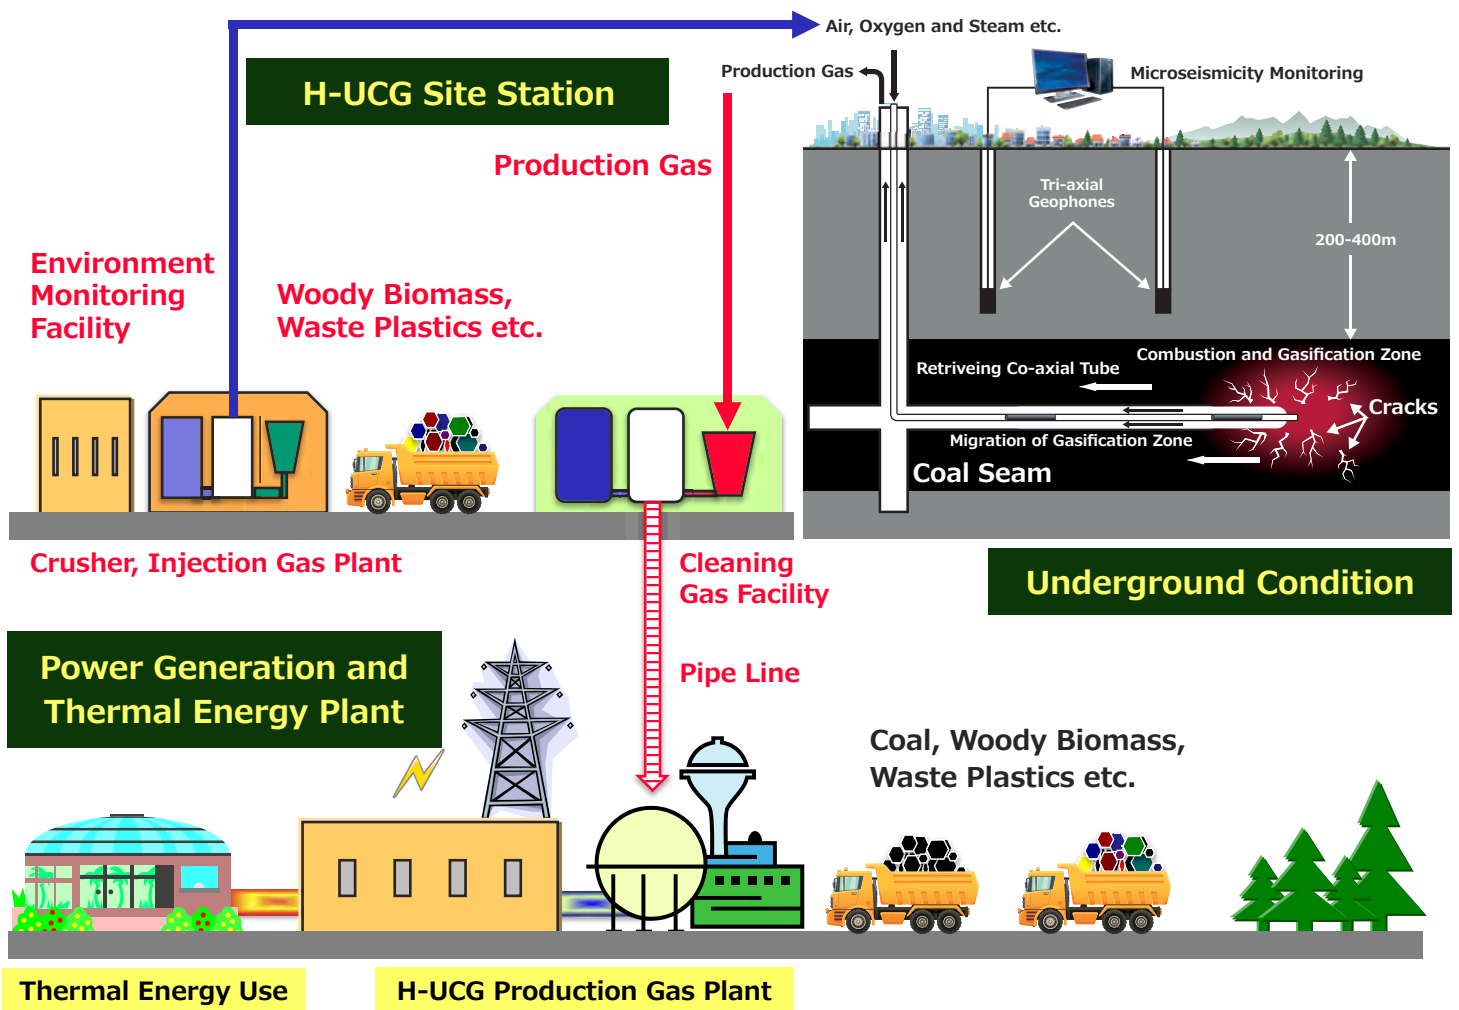 Air, Oxygen and Steam etc.
H-UCG Site Station
Production Gas
Microseismicity Monitoring
Production Gas
Tri-axial
Geophones
200-400m
Environment
Monitoring
Facility
Woody Biomass,
Waste Plastics etc.
Combustion and Gasification Zone
Retriveing Co-axial Tube
Cracks
Migration of Gasification Zone
Coal Seam
Crusher, Injection Gas Plant
Cleaning
Gas Facility
Underground Condition
Power Generation and
Thermal Energy Plant
Pipe Line
Coal, Woody Biomass,
Waste Plastics etc.
Thermal Energy Use
H-UCG Production Gas Plant